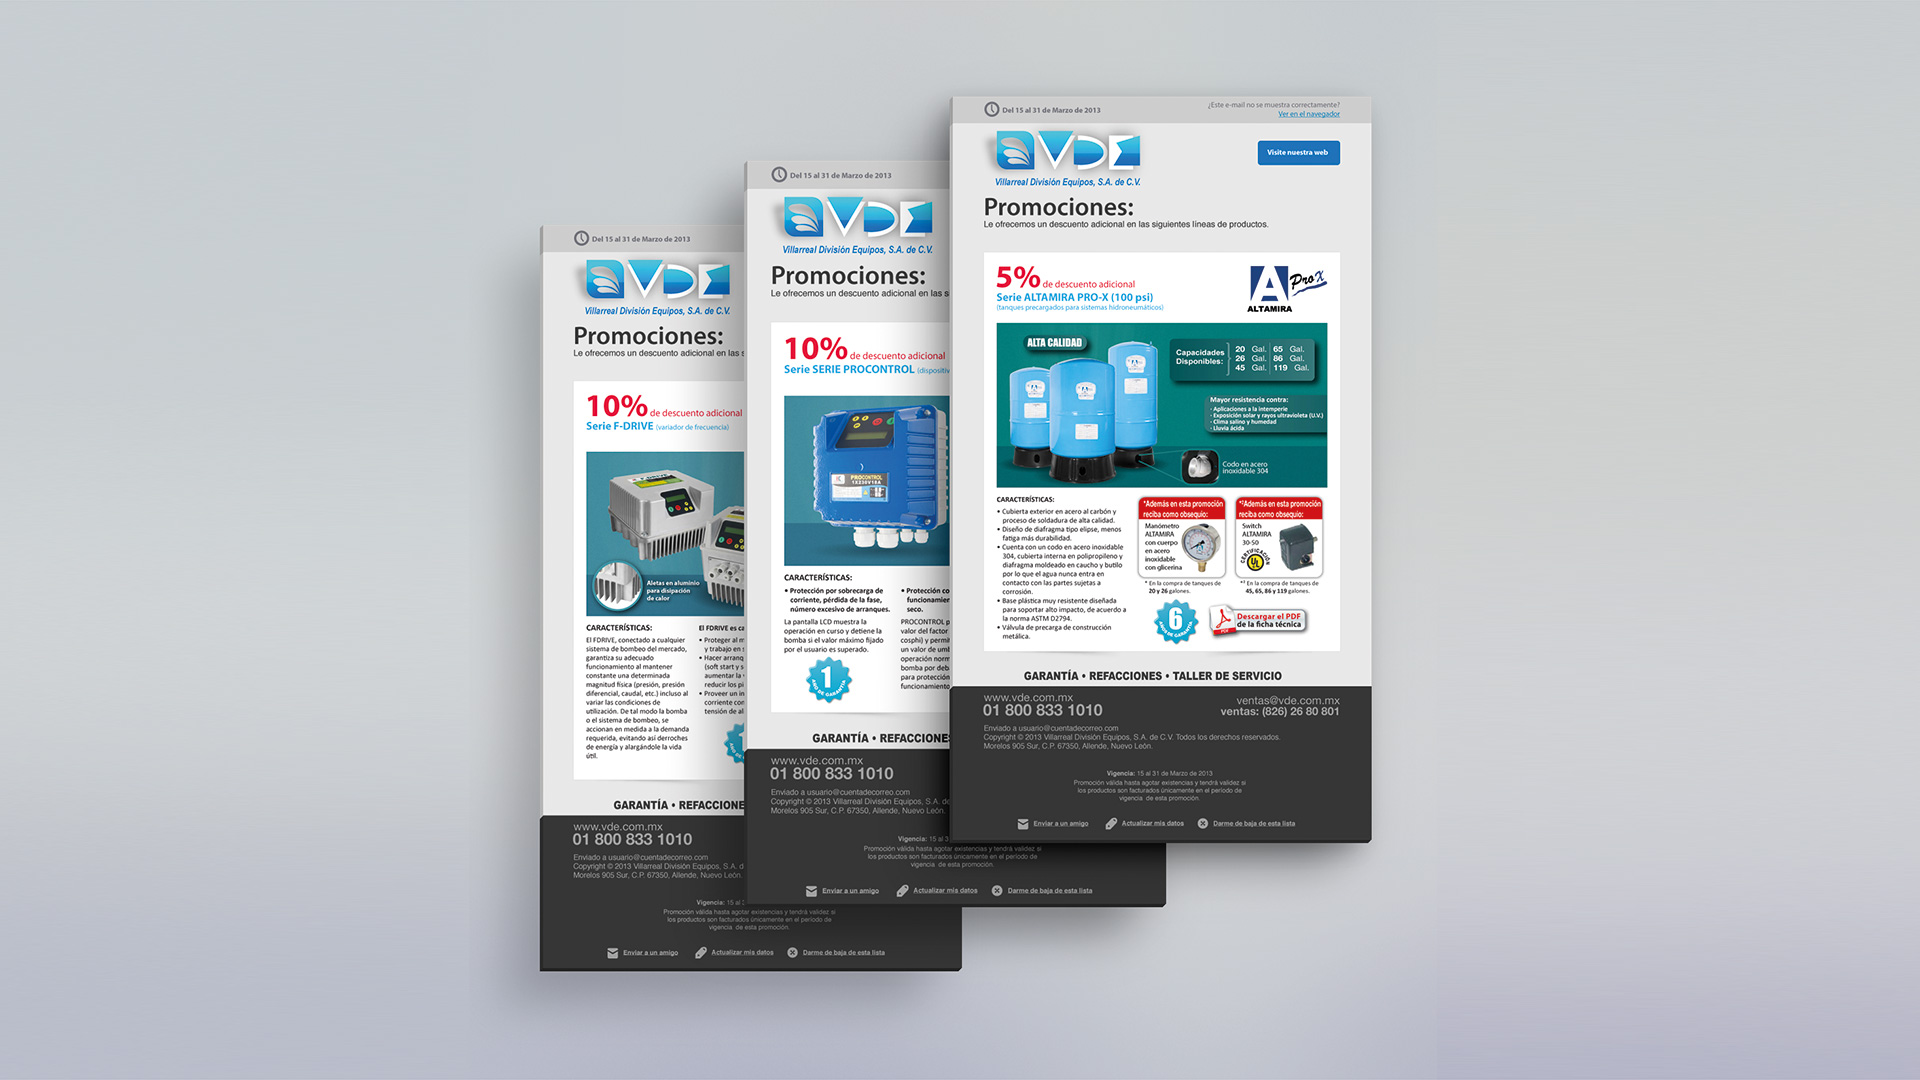 Del 15 al 31 de Marzo de 2013
VDE
Villarreal División Equipos, S.A. de C.V.
Promociones:
Le ofrecemos un descuento adicional en las s
10% de descuento adicional
Serie F-DRIVE (variador de frecuencia)
Aletas en aluminio
para disipación
de calor
CARACTERÍSTICAS:
El FDRIVE, conectado a cualquier
sistema de bombeo del mercado,
garantiza su adecuado
funcionamiento al mantener
constante una determinada
magnitud física (presión, presión
diferencial, caudal, etc.) incluso al
variar las condiciones de
utilización. De tal modo la bomba
o el sistema de bombeo, se
accionan en medida a la demanda
requerida, evitando así derroches
de energía y alargándole la vida
útil.
El FDRIVE es ca
• Proteger al m
y trabajo en s
• Hacer arranq
(soft start y s
aumentar la v
reducir los pi
• Proveer un in
corriente con
tensión de al
GARANTÍA • REFACCIONE
www.vde.com.mx
01 800 833 1010
Enviado a usuario@cuentadecorreo.com
Copyright © 2013 Villarreal División Equipos, S.A. d
Morelos 905 Sur, C.P. 67350, Allende, Nuevo León.
Vigencia: 15 al 3
Promoción válida hasta agotar existencias y tendrá validez si
los productos son facturados únicamente en el periodo de
vigencia de esta promoción.
Enviar a un amigo
Actualizar mis datos
Darme de baja de esta lista
Del 15 al 31 de Marzo de 2013
VDE
Villarreal División Equipos, S.A. de C.V.
Promociones:
Le ofrecemos un descuento adicional en las s
10% de descuento adicional
Serie SERIE PROCONTROL (dispositiv
PROCONTROL
1X230V18A
CARACTERÍSTICAS:
• Protección por sobrecarga de
corriente, pérdida de la fase,
número excesivo de arranques.
La pantalla LCD muestra la
operación en curso y detiene la
bomba si el valor máximo fijado
por el usuario es superado.
• Protección co
funcionamien
seco.
PROCONTROL p
valor del factor
cosphi) y permi
un valor de umb
operación norm
bomba por deb
para protección
funcionamiento
1
AÑO DE GARANTÍA
GARANTÍA • REFACCIONES
www.vde.com.mx
01 800 833 1010
Enviado a usuario@cuentadecorreo.com
Copyright © 2013 Villarreal División Equipos, S.A. de
Morelos 905 Sur, C.P. 67350, Allende, Nuevo León.
Vigencia: 15 al 3
Promoción válida hasta agotar existencias y tendrá validez si
los productos son facturados únicamente en el periodo de
vigencia de esta promoción.
Enviar a un amigo
Actualizar mis datos
Darme de baja de esta lista
Del 15 al 31 de Marzo de 2013
¿Este e-mail no se muestra correctamente?
Ver en el navegador
VDE
Villarreal División Equipos, S.A. de C.V.
Visite nuestra web
Promociones:
Le ofrecemos un descuento adicional en las siguientes líneas de productos.
5% de descuento adicional
Serie ALTAMIRA PRO-X (100 psi)
(tanques precargados para sistemas hidroneumáticos)
A Pro X
ALTAMIRA
ALTA CALIDAD
Capacidades
Disponibles:
20 Gal. 65 Gal.
26 Gal. 86 Gal.
45 Gal. 119 Gal.
Mayor resistencia contra:
· Aplicaciones a la intemperie
· Exposición solar y rayos ultravioleta (U.V.)
· Clima salino y humedad
· Lluvia ácida
Codo en acero
inoxidable 304
CARACTERÍSTICAS:
• Cubierta exterior en acero al carbón y
proceso de soldadura de alta calidad.
• Diseño de diafragma tipo elipse, menos
fatiga más durabilidad.
• Cuenta con un codo en acero inoxidable
304, cubierta interna en polipropileno y
diafragma moldeado en caucho y butilo
por lo que el agua nunca entra en
contacto con las partes sujetas a
corrosión.
• Base plástica muy resistente diseñada
para soportar alto impacto, de acuerdo a
la norma ASTM D2794.
• Válvula de precarga de construcción
metálica.
*Además en esta promoción
reciba como obsequio:
Manómetro
ALTAMIRA
con cuerpo
en acero
inoxidable
con glicerina
* En la compra de tanques de
20 y 26 galones.
*²Además en esta promoción
reciba como obsequio:
Switch
ALTAMIRA
30-50
CERTIFICACIÓN
UL
*² En la compra de tanques de
45, 65, 86 y 119 galones.
6
AÑOS DE GARANTÍA
PDF
Descargar el PDF
de la ficha técnica
GARANTÍA • REFACCIONES • TALLER DE SERVICIO
www.vde.com.mx
01 800 833 1010
ventas@vde.com.mx
ventas: (826) 26 80 801
Enviado a usuario@cuentadecorreo.com
Copyright © 2013 Villarreal División Equipos, S.A. de C.V. Todos los derechos reservados.
Morelos 905 Sur, C.P. 67350, Allende, Nuevo León.
Vigencia: 15 al 31 de Marzo de 2013
Promoción válida hasta agotar existencias y tendrá validez si
los productos son facturados únicamente en el periodo de
vigencia de esta promoción.
Enviar a un amigo
Actualizar mis datos
Darme de baja de esta lista